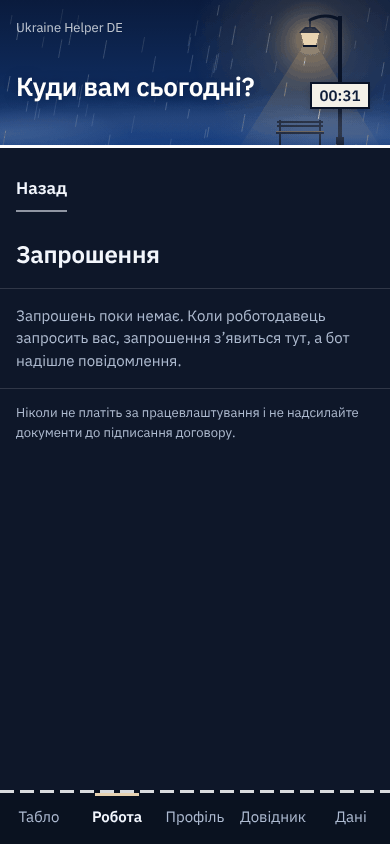 Ukraine Helper DE
Куди вам сьогодні?
00:31
Назад
Запрошення
Запрошень поки немає. Коли роботодавець
запросить вас, запрошення з’явиться тут, а бот
надішле повідомлення.
Ніколи не платіть за працевлаштування і не надсилайте
документи до підписання договору.
Табло
Робота
Профіль
Довідник
Дані